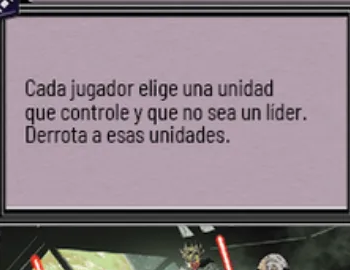 Cada jugador elige una unidad
que controle y que no sea un líder.
Derrota a esas unidades.